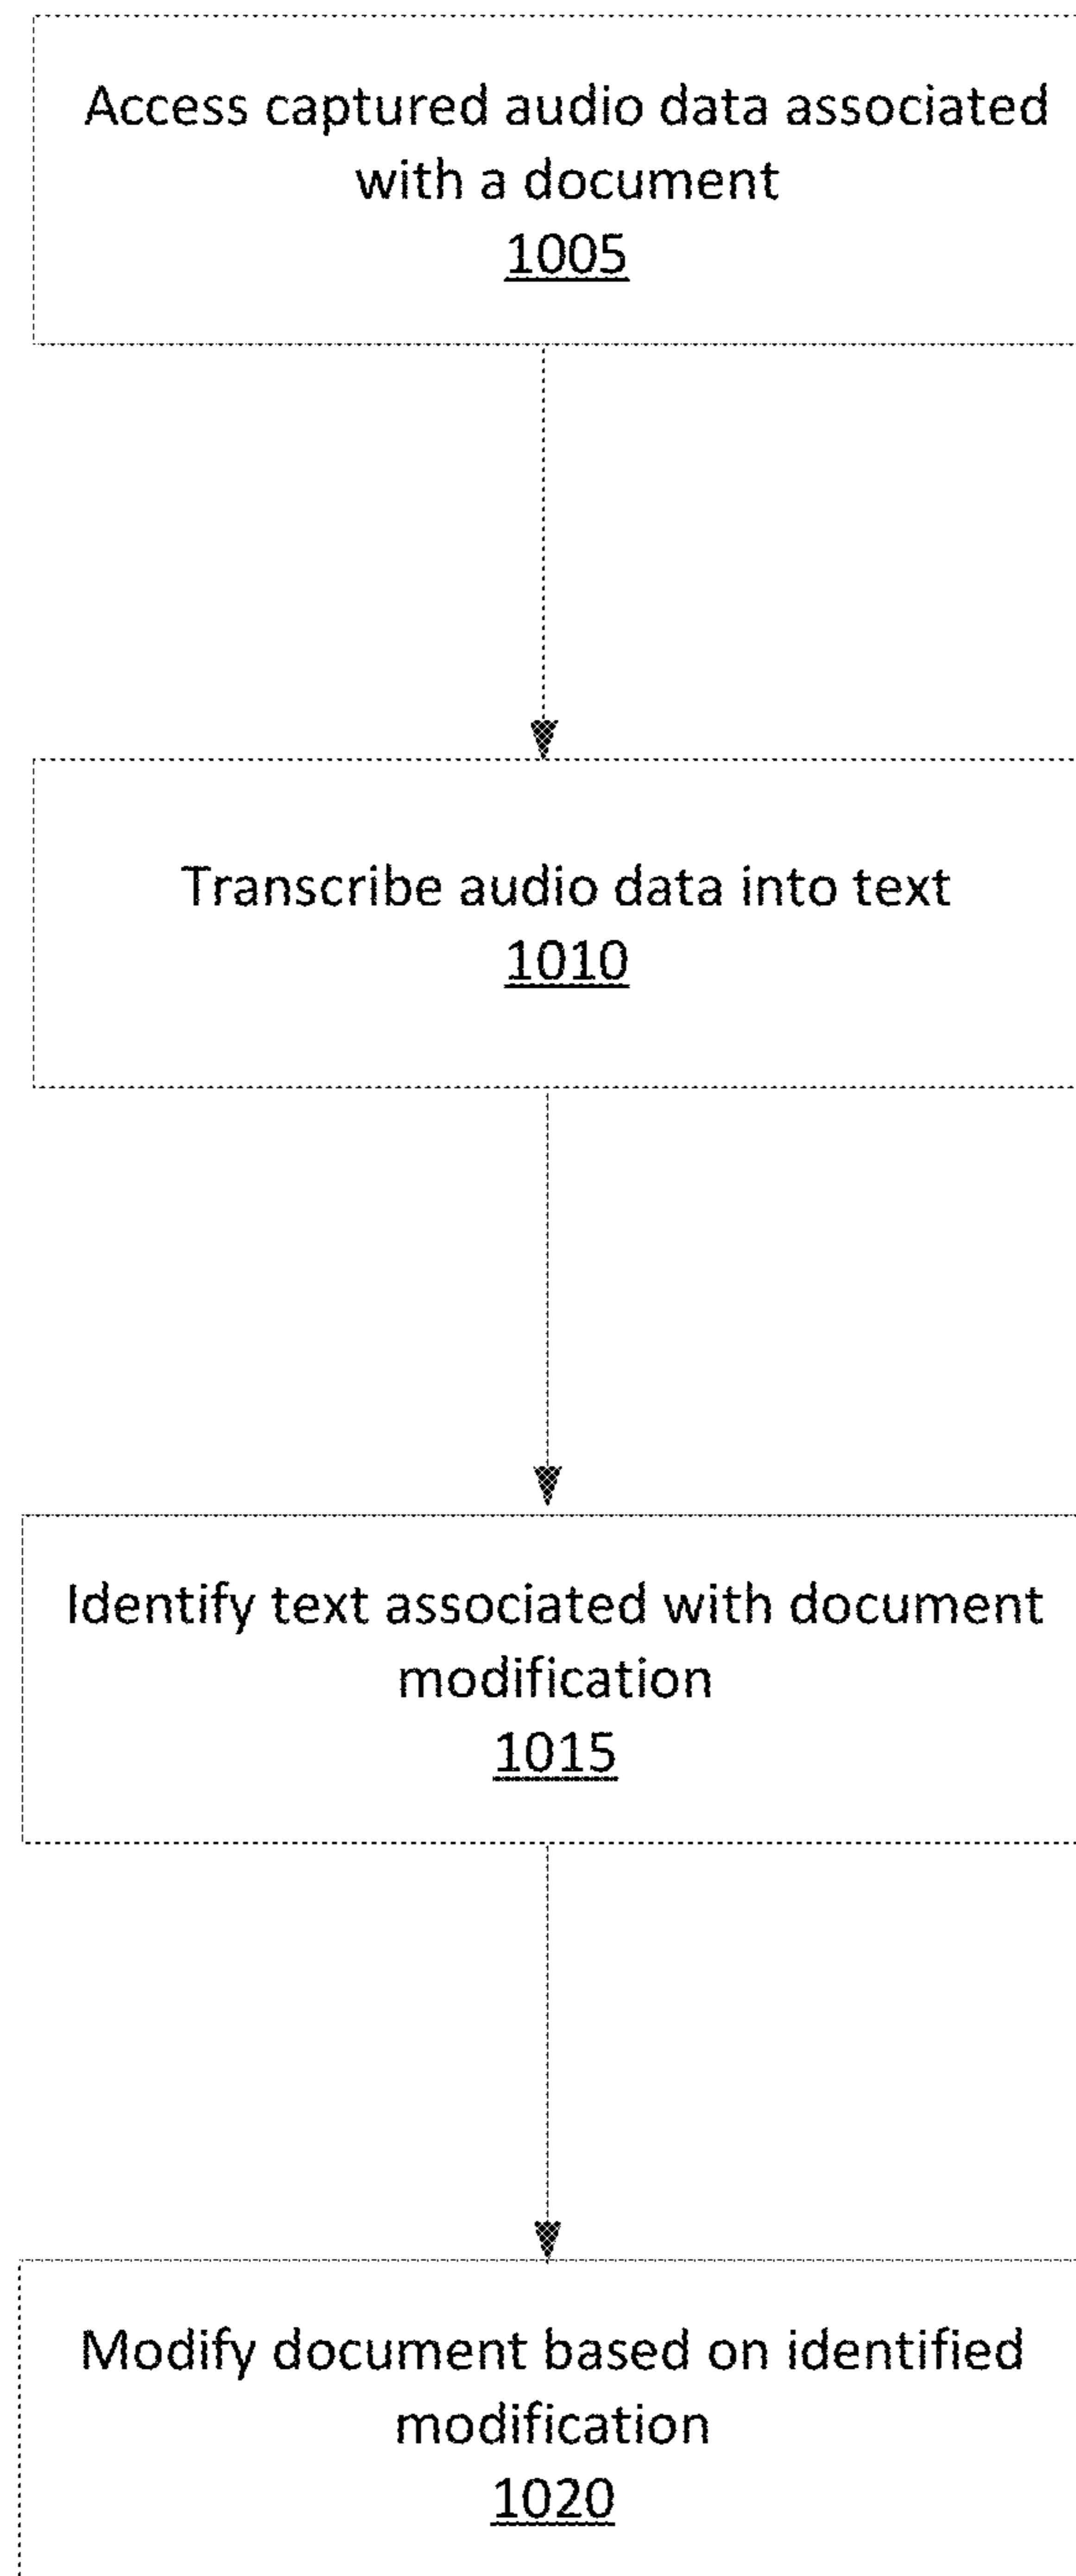 Access captured audio data associated
with a document
1005
Transcribe audio data into text
1010
Identify text associated with document
modification
1015
Modify document based on identified
modification
1020